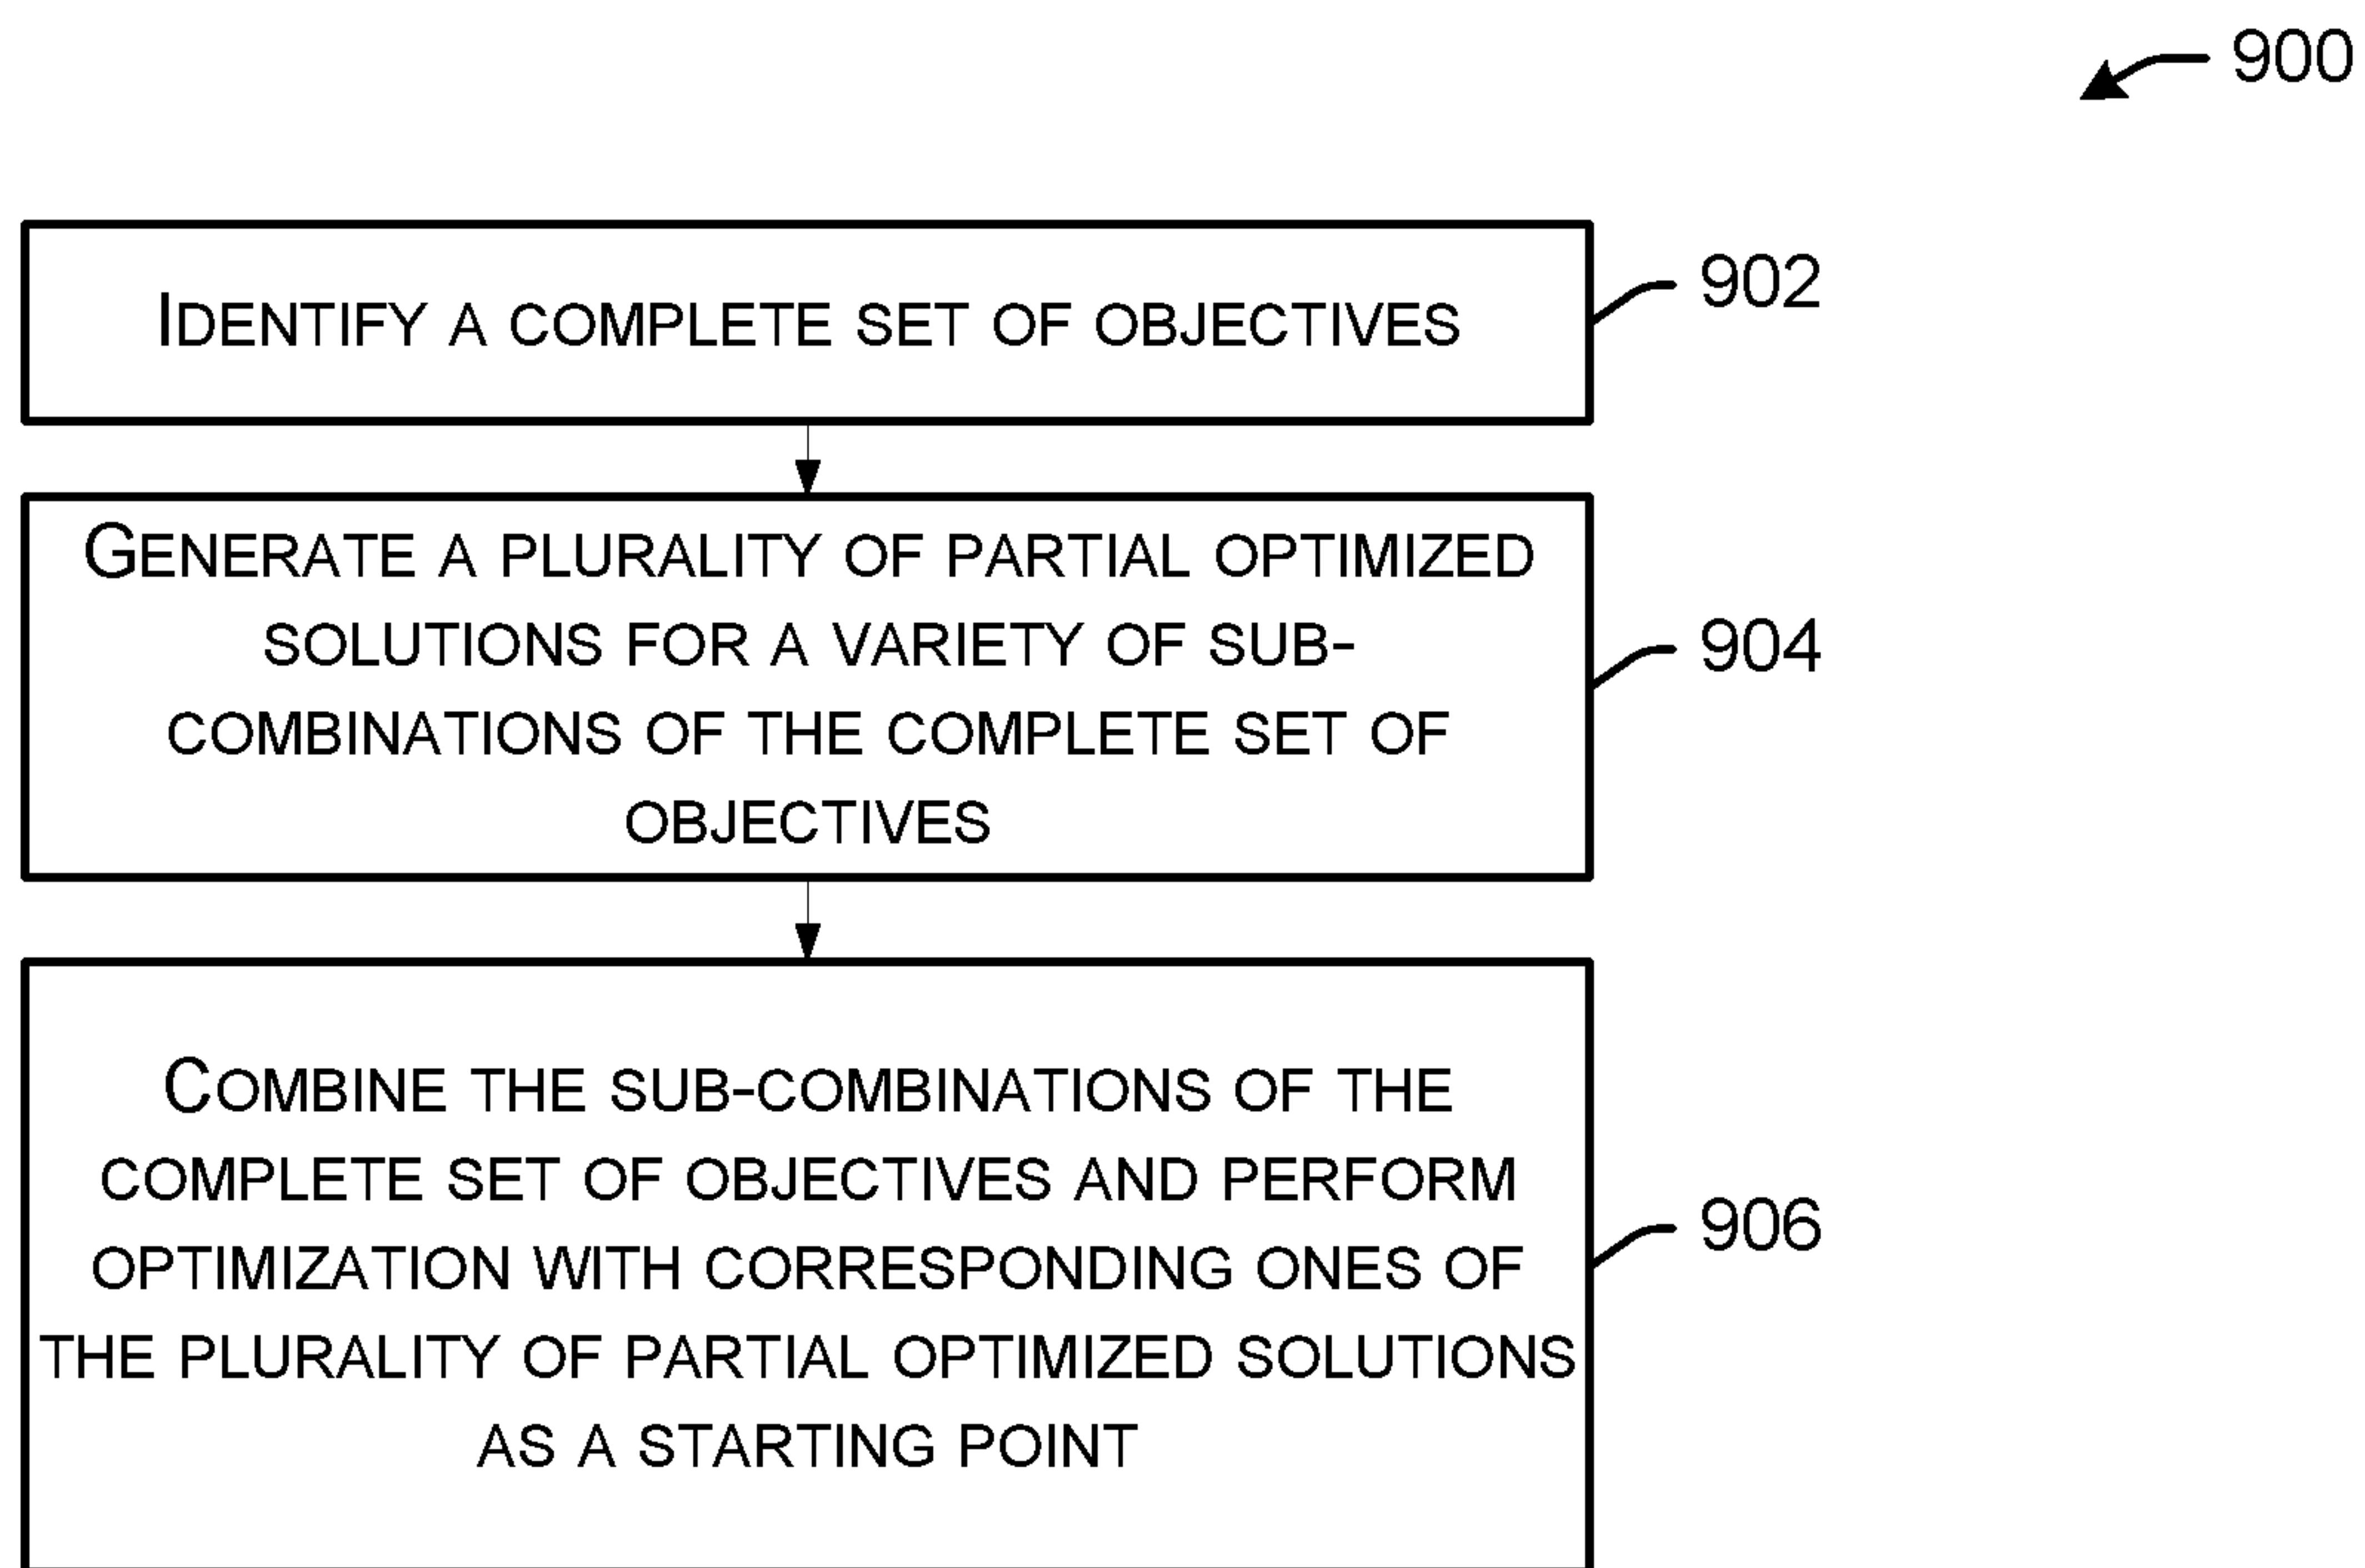 900
IDENTIFY A COMPLETE SET OF OBJECTIVES
902
GENERATE A PLURALITY OF PARTIAL OPTIMIZED
SOLUTIONS FOR A VARIETY OF SUB-
COMBINATIONS OF THE COMPLETE SET OF
OBJECTIVES
904
COMBINE THE SUB-COMBINATIONS OF THE
COMPLETE SET OF OBJECTIVES AND PERFORM
OPTIMIZATION WITH CORRESPONDING ONES OF
THE PLURALITY OF PARTIAL OPTIMIZED SOLUTIONS
AS A STARTING POINT
906